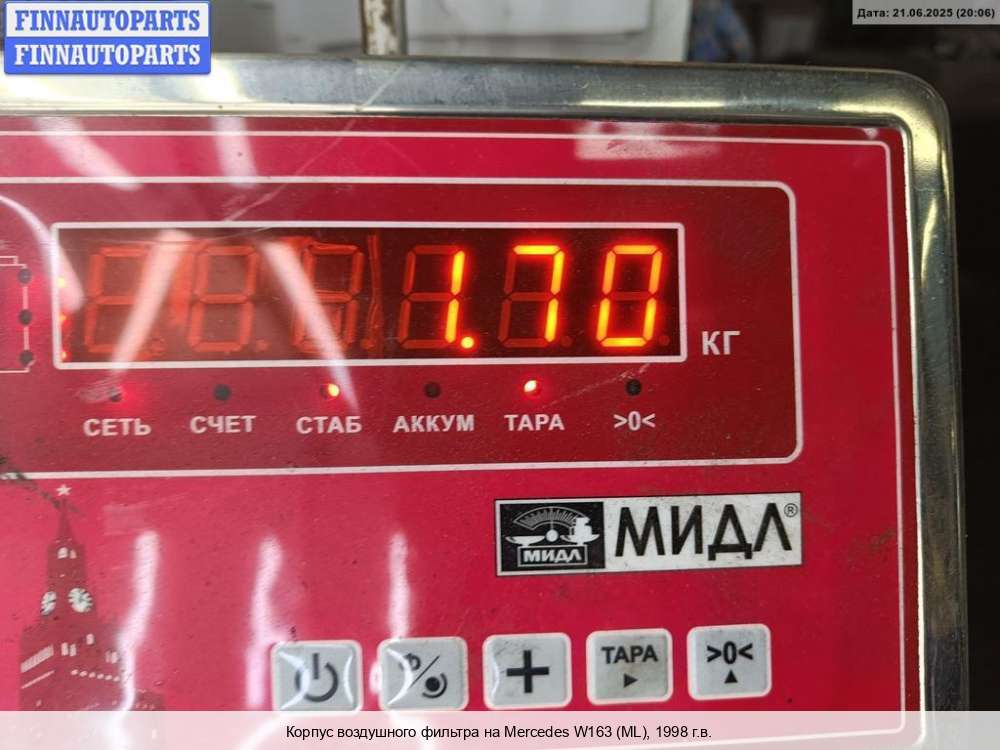 FINNAUTOPARTS
FINNAUTOPARTS
Дата: 21.06.2025 (20:06)
1.70
КГ
СЕТЬ СЧЕТ СТАБ АККУМ ТАРА >0<
МИДЛ
МИДЛ®
+ ТАРА >0<
Корпус воздушного фильтра на Mercedes W163 (ML), 1998 г.в.